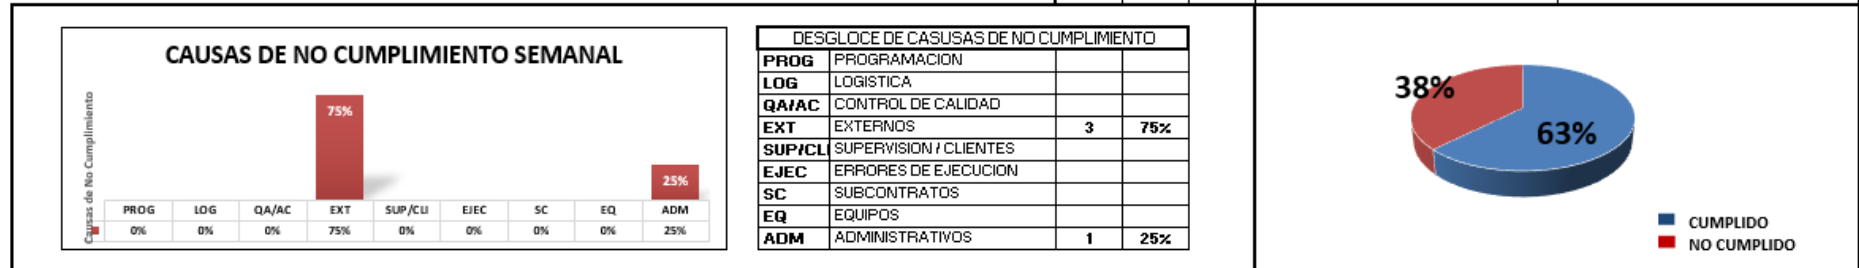 CAUSAS DE NO CUMPLIMIENTO SEMANAL
Causas de No Cumplimiento
75%
25%
PROG LOG QA/AC EXT SUP/CLI EJEC SC EQ ADM
0% 0% 0% 75% 0% 0% 0% 0% 25%
DESGLOCE DE CASUSAS DE NO CUMPLIMIENTO
PROG PROGRAMACION
LOG LOGISTICA
QA/AC CONTROL DE CALIDAD
EXT EXTERNOS 3 75%
SUP/CLI SUPERVISION / CLIENTES
EJEC ERRORES DE EJECUCION
SC SUBCONTRATOS
EQ EQUIPOS
ADM ADMINISTRATIVOS 1 25%
38%
63%
CUMPLIDO
NO CUMPLIDO